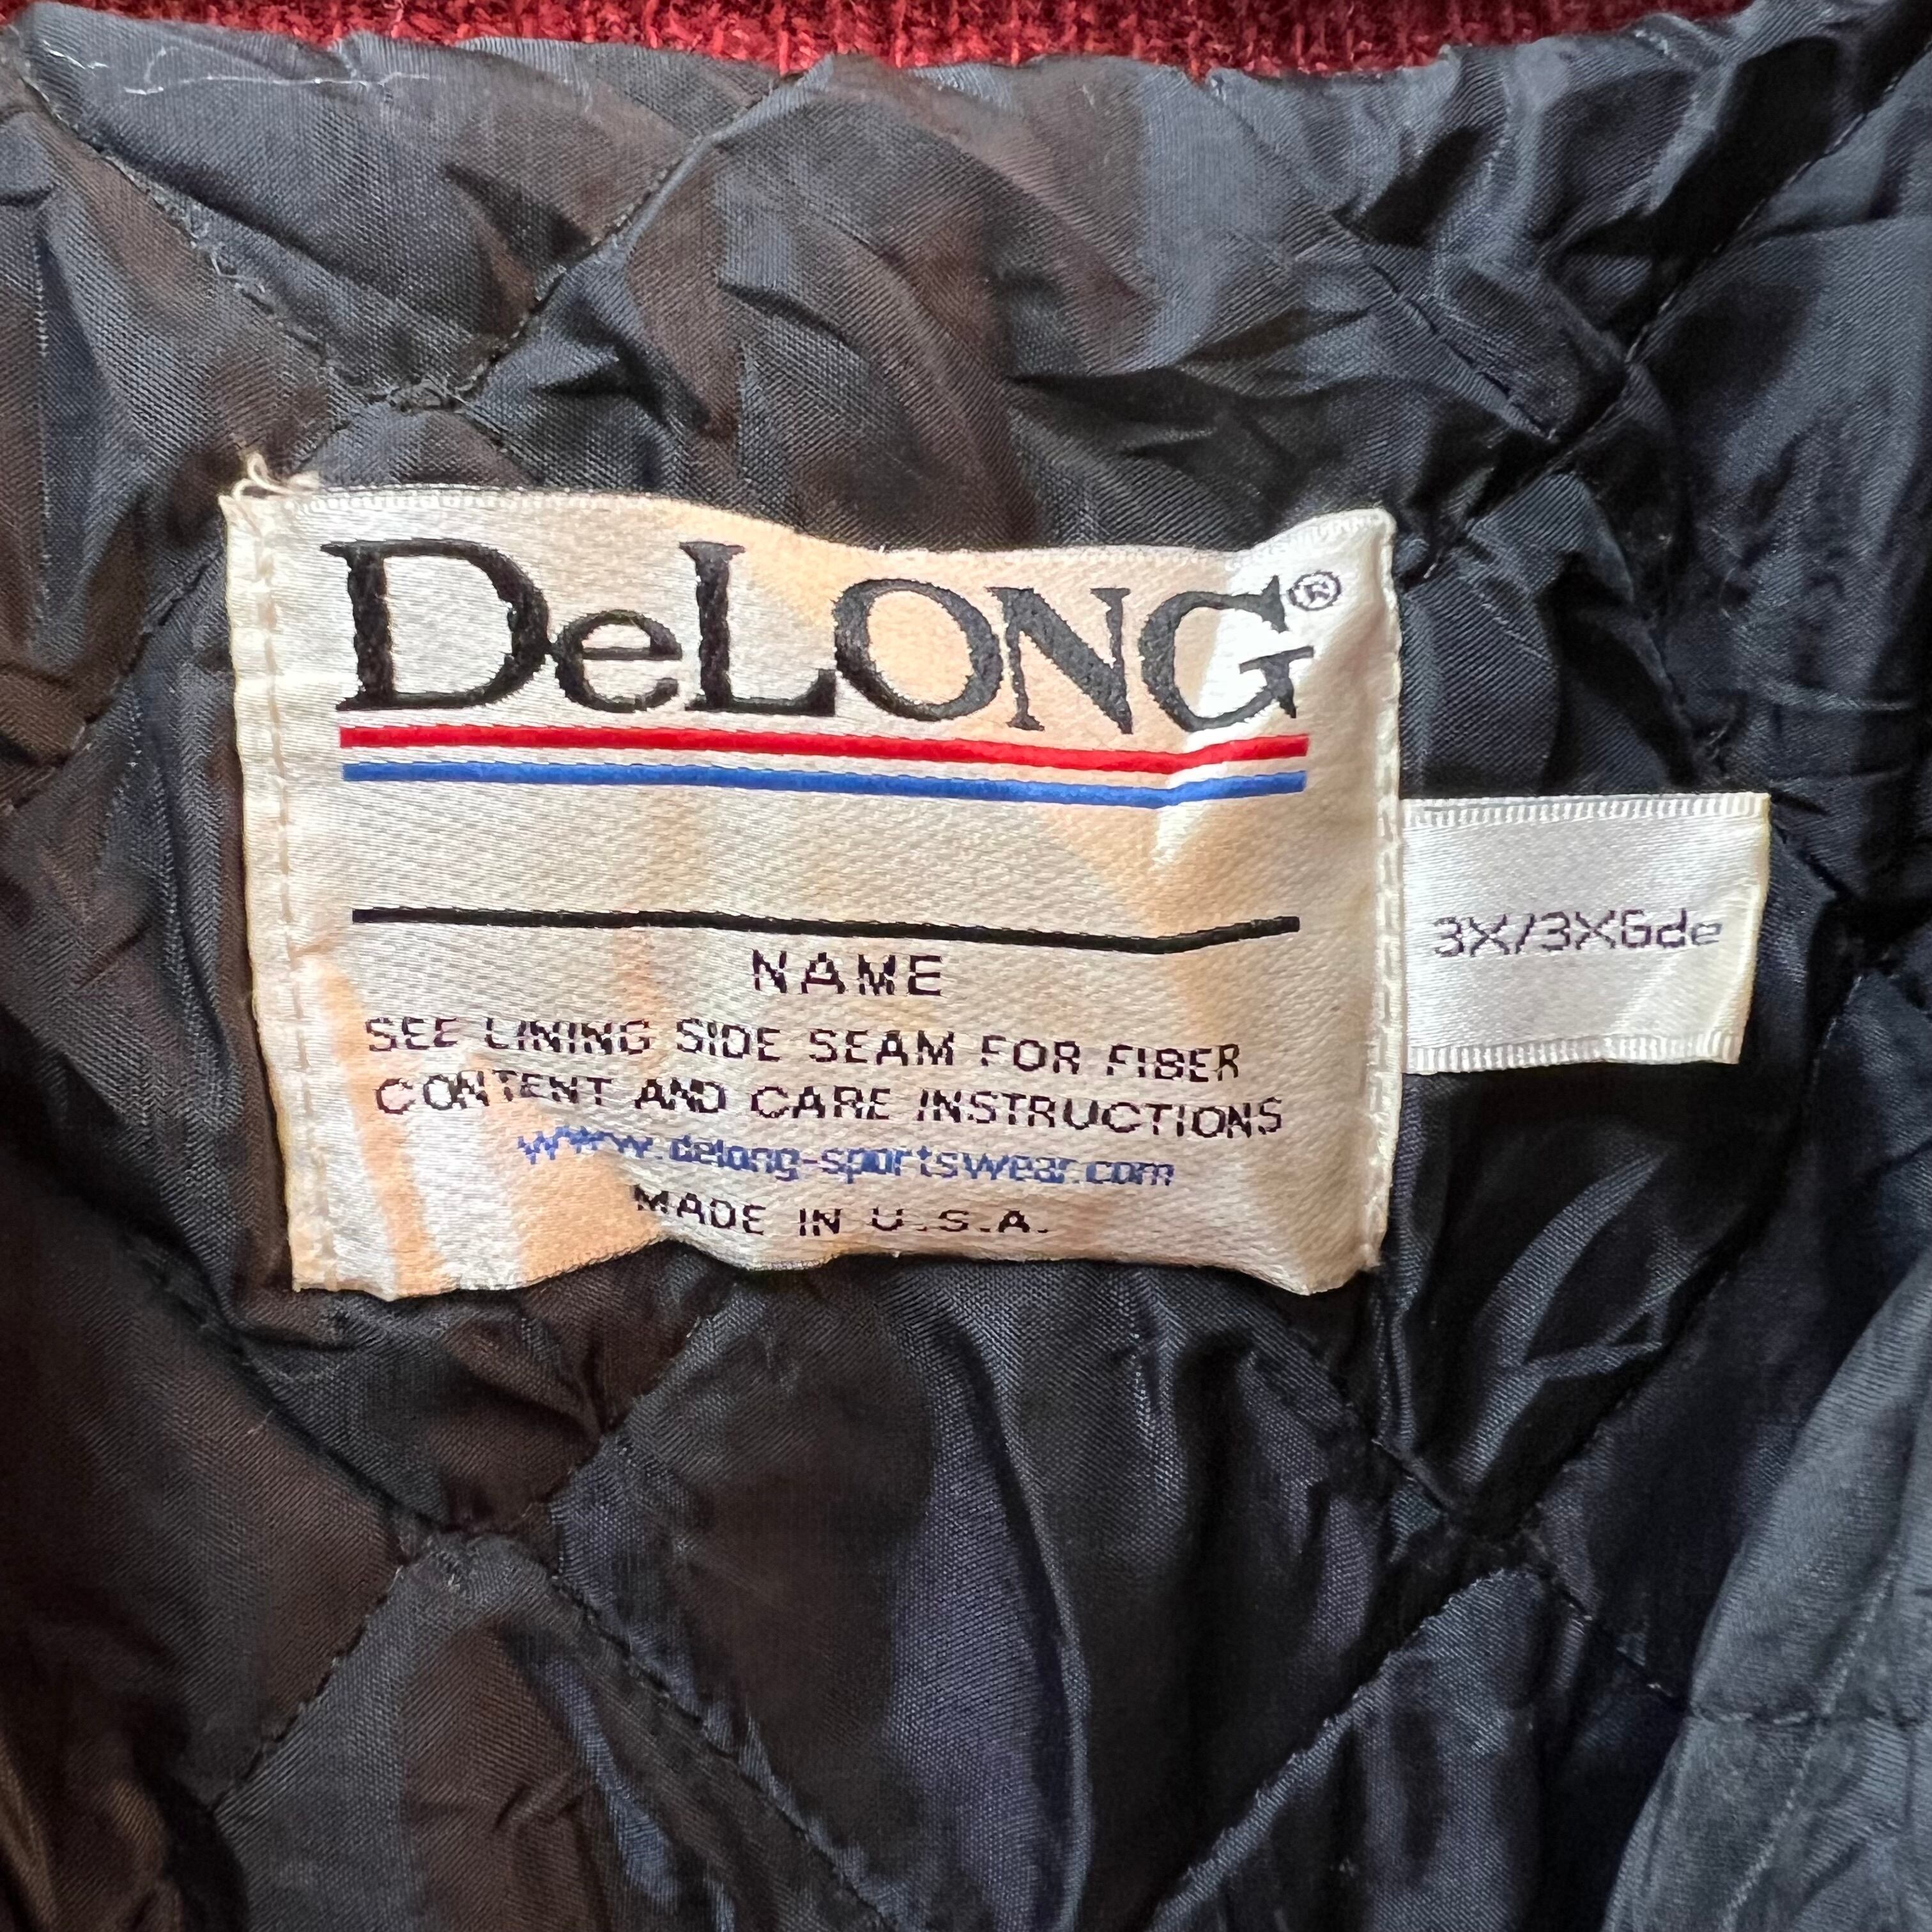 DeLONG®
NAME
3X/3XGde
SEE LINING SIDE SEAM FOR FIBER
CONTENT AND CARE INSTRUCTIONS
www.delong-sportswear.com
MADE IN U.S.A.